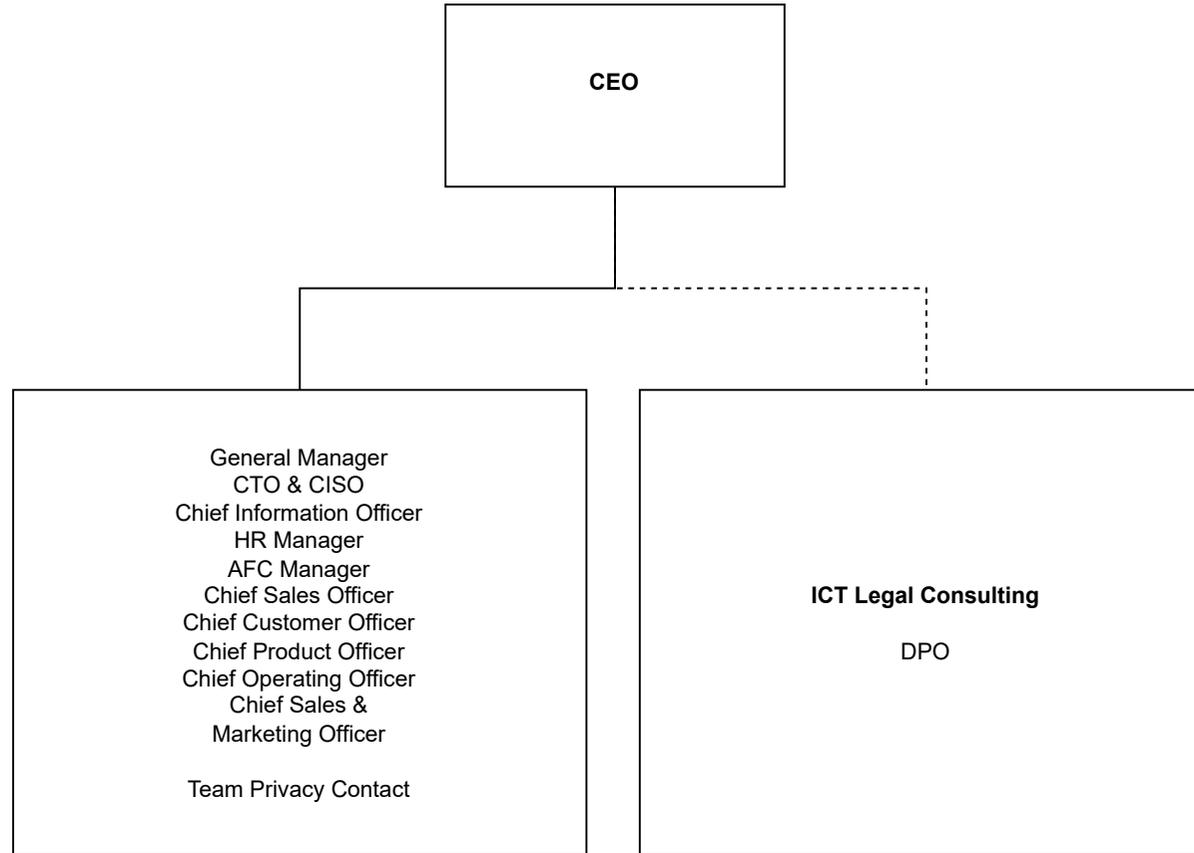 CEO
General Manager
CTO & CISO
Chief Information Officer
HR Manager
AFC Manager
Chief Sales Officer
Chief Customer Officer
Chief Product Officer
Chief Operating Officer
Chief Sales &
Marketing Officer
Team Privacy Contact
ICT Legal Consulting
DPO